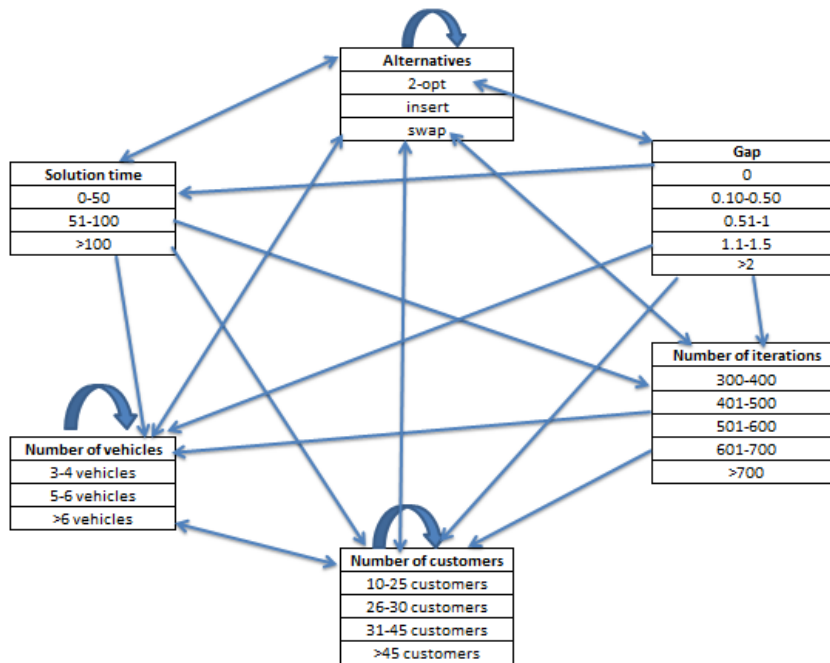 Alternatives
2-opt
insert
swap
Gap
0
0.10-0.50
0.51-1
1.1-1.5
>2
Solution time
0-50
51-100
>100
Number of iterations
300-400
401-500
501-600
601-700
>700
Number of vehicles
3-4 vehicles
5-6 vehicles
>6 vehicles
Number of customers
10-25 customers
26-30 customers
31-45 customers
>45 customers